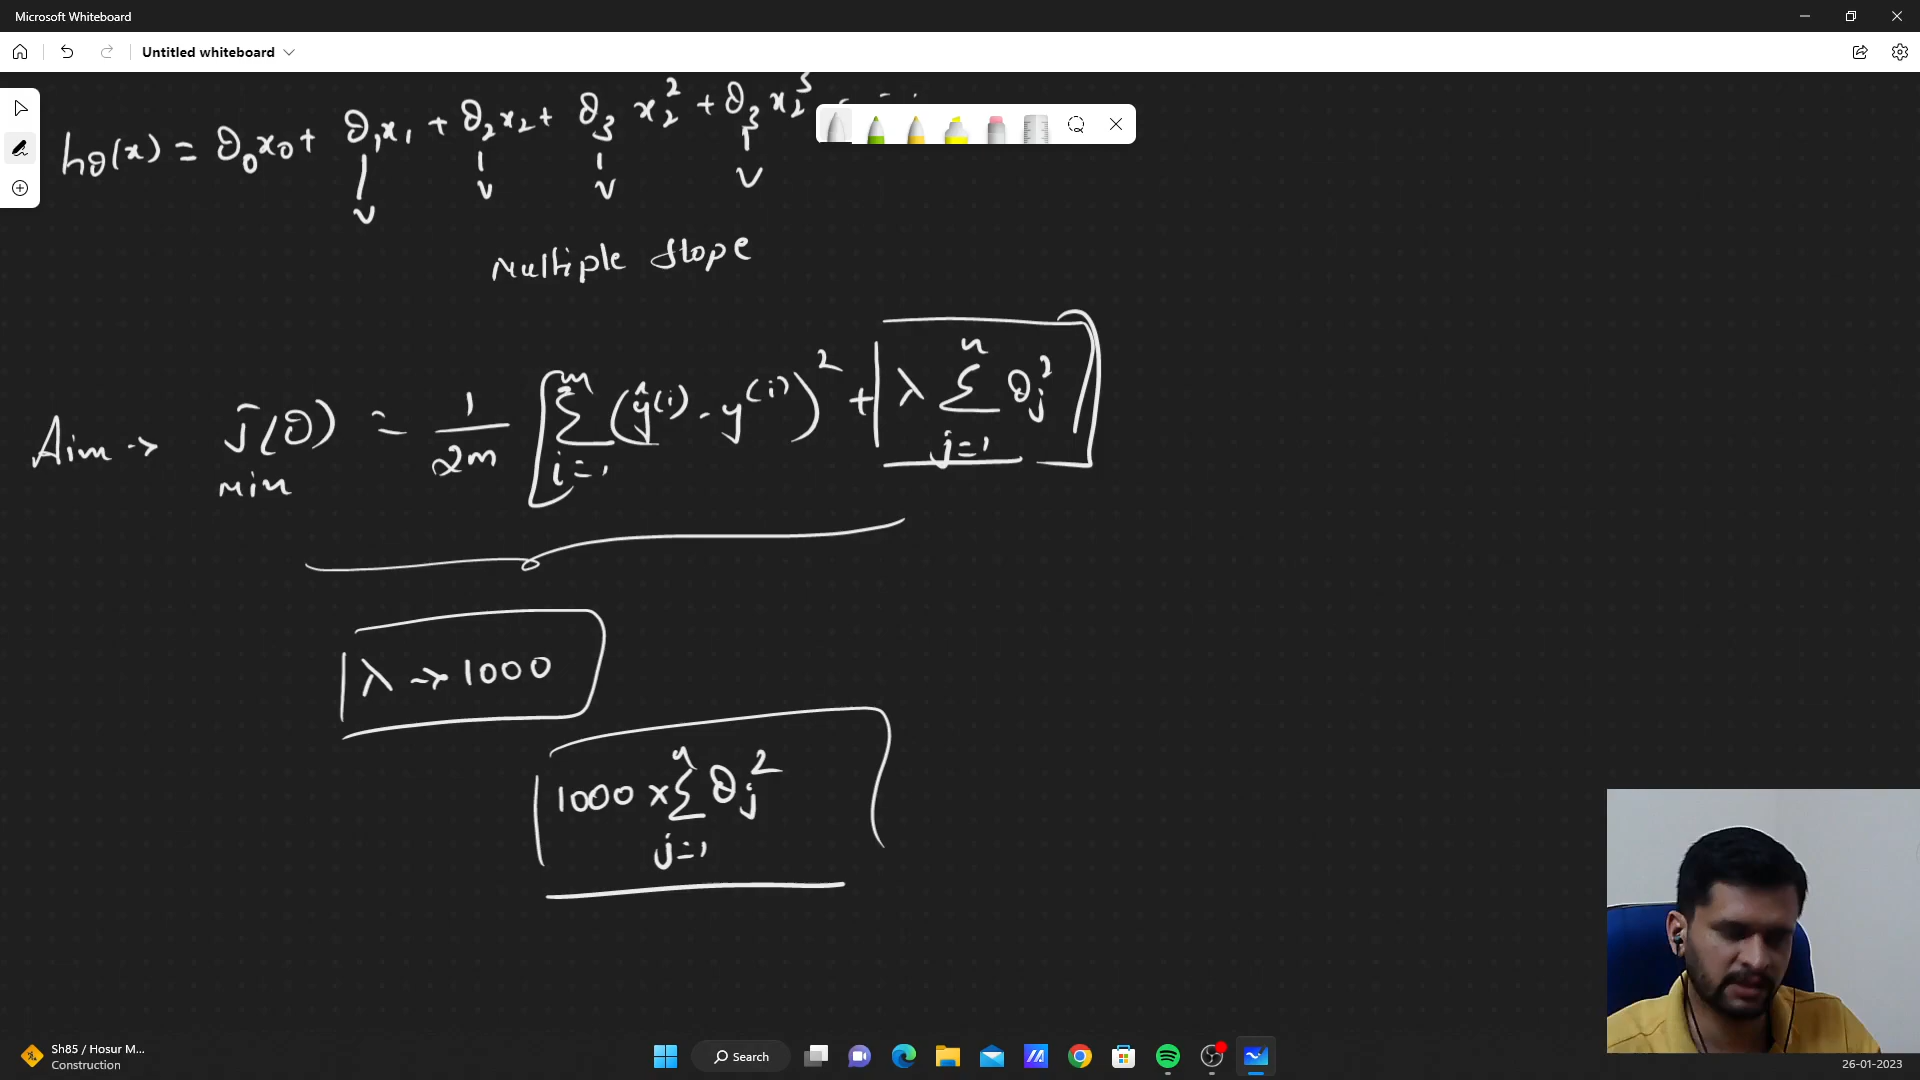 Microsoft Whiteboard
Untitled whiteboard
hθ(x) = θ₀x₀ + θ₁x₁ + θ₂x₂ + θ₃ x₂² + θ₃ x₂³
Multiple slope
Aim → J(θ) = 1/2m [ Σ (ŷ⁽ⁱ⁾ - y⁽ⁱ⁾)² + λ Σ θj² ]
min
m
i=1
n
j=1
λ → 1000
1000 x Σ θj²
n
j=1
Sh85 / Hosur M...
Construction
Search
26-01-2023